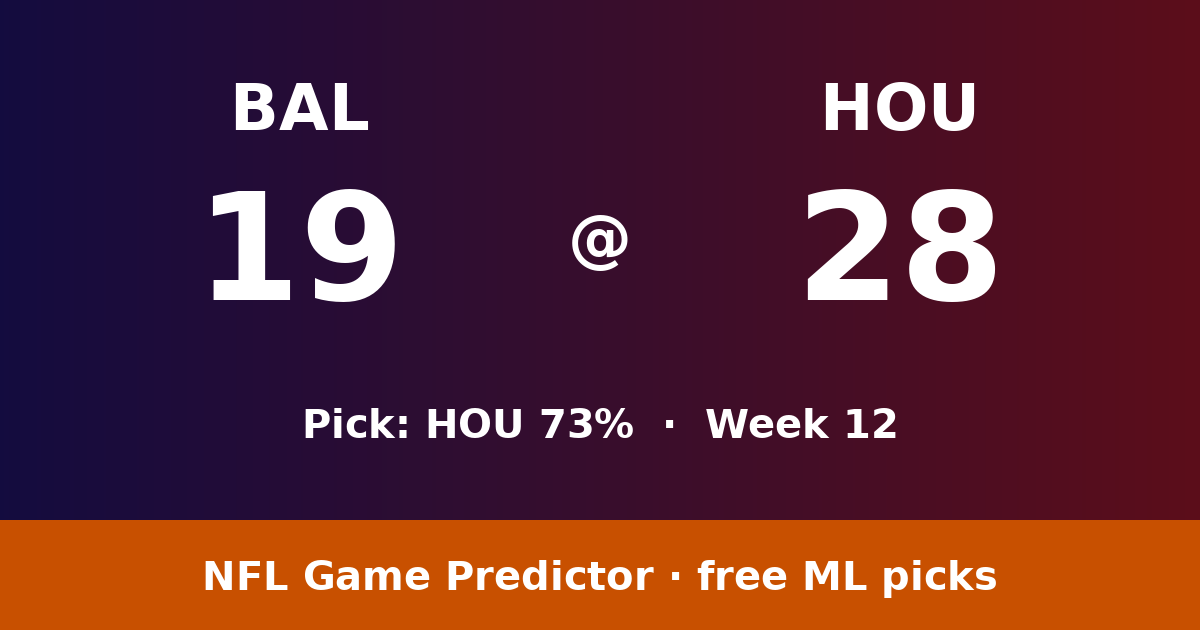 BAL HOU
19 @ 28
Pick: HOU 73% · Week 12
NFL Game Predictor · free ML picks